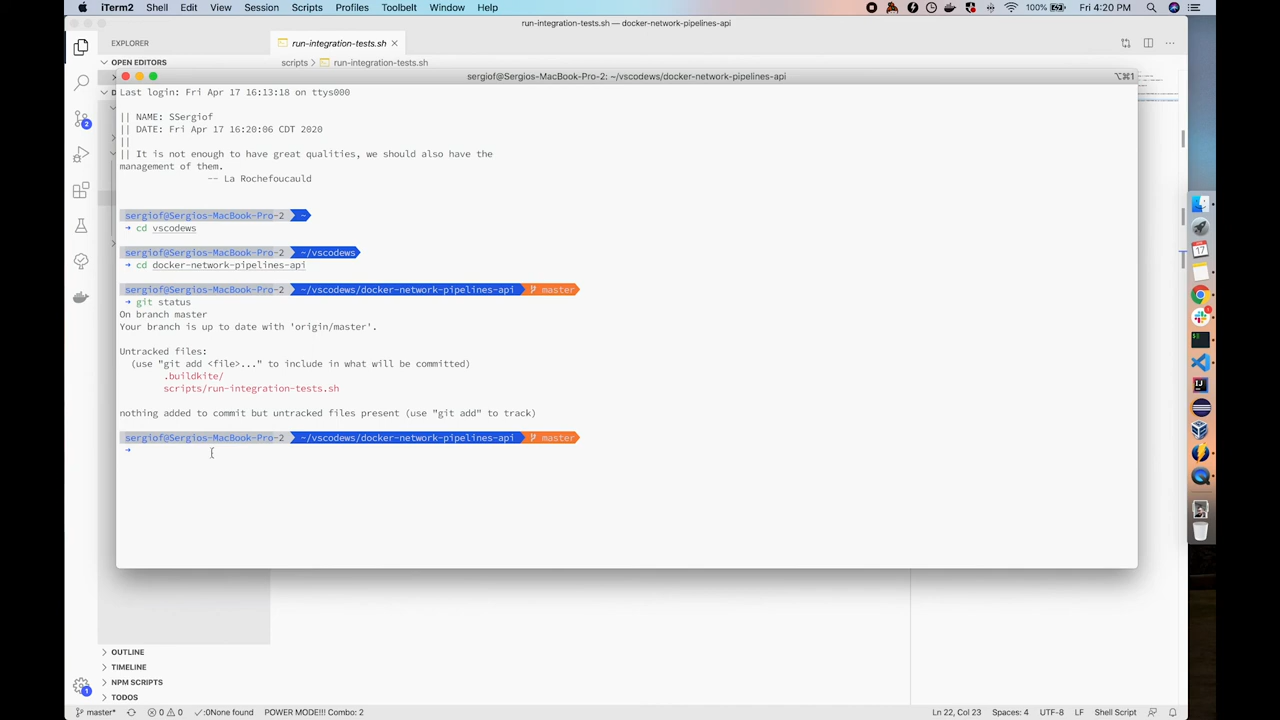 iTerm2 Shell Edit View Session Scripts Profiles Toolbelt Window Help
100% Fri 4:20 PM
run-integration-tests.sh — docker-network-pipelines-api
EXPLORER
run-integration-tests.sh
OPEN EDITORS
scripts > run-integration-tests.sh
sergiof@Sergios-MacBook-Pro-2: ~/vscodews/docker-network-pipelines-api
⌥⌘1
Last login: Fri Apr 17 16:13:18 on ttys000
|| NAME: SSergiof
|| DATE: Fri Apr 17 16:20:06 CDT 2020
||
|| It is not enough to have great qualities, we should also have the
management of them.
-- La Rochefoucauld
sergiof@Sergios-MacBook-Pro-2 ~
➜ cd vscodews
sergiof@Sergios-MacBook-Pro-2 ~/vscodews
➜ cd docker-network-pipelines-api
sergiof@Sergios-MacBook-Pro-2 ~/vscodews/docker-network-pipelines-api master
➜ git status
On branch master
Your branch is up to date with 'origin/master'.
Untracked files:
(use "git add <file>..." to include in what will be committed)
.buildkite/
scripts/run-integration-tests.sh
nothing added to commit but untracked files present (use "git add" to track)
sergiof@Sergios-MacBook-Pro-2 ~/vscodews/docker-network-pipelines-api master
➜
OUTLINE
TIMELINE
NPM SCRIPTS
TODOS
master* 0 0 0None found POWER MODE!!! Combo: 2
Ln 22, Col 23 Spaces: 4 UTF-8 LF Shell Script